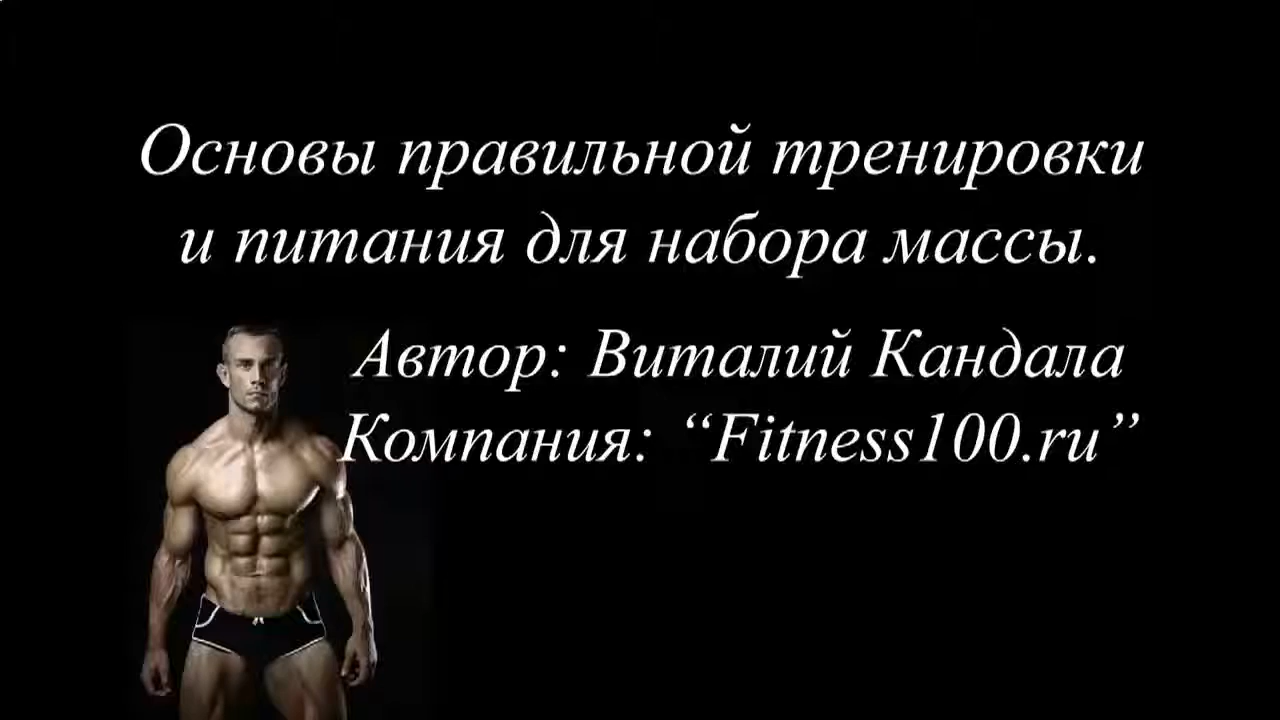 Основы правильной тренировки
и питания для набора массы.
Автор: Виталий Кандала
Компания: “Fitness100.ru”